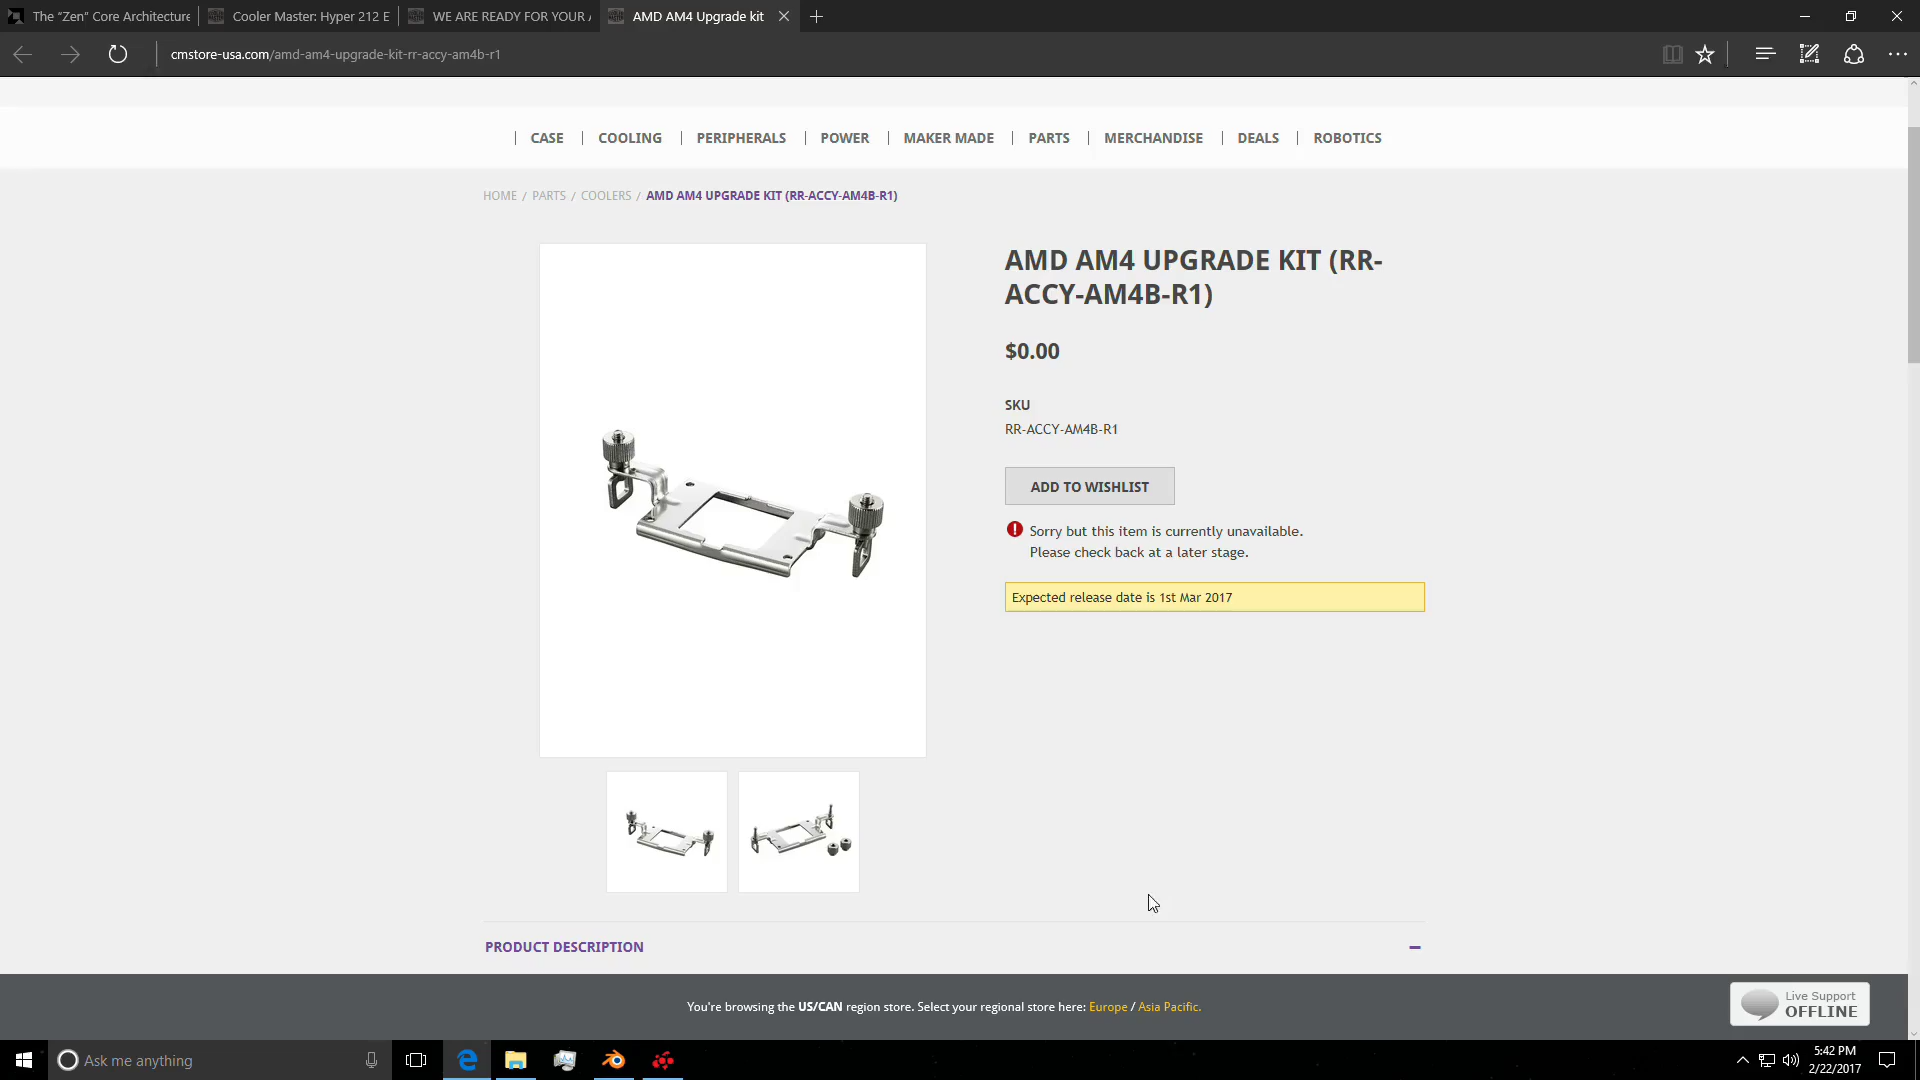 The “Zen” Core Architecture
Cooler Master: Hyper 212 E
WE ARE READY FOR YOUR
AMD AM4 Upgrade kit
cmstore-usa.com/amd-am4-upgrade-kit-rr-accy-am4b-r1
CASE
COOLING
PERIPHERALS
POWER
MAKER MADE
PARTS
MERCHANDISE
DEALS
ROBOTICS
HOME / PARTS / COOLERS / AMD AM4 UPGRADE KIT (RR-ACCY-AM4B-R1)
AMD AM4 UPGRADE KIT (RR-
ACCY-AM4B-R1)
$0.00
SKU
RR-ACCY-AM4B-R1
ADD TO WISHLIST
Sorry but this item is currently unavailable.
Please check back at a later stage.
Expected release date is 1st Mar 2017
PRODUCT DESCRIPTION
You're browsing the US/CAN region store. Select your regional store here: Europe / Asia Pacific.
Live Support
OFFLINE
Ask me anything
5:42 PM
2/22/2017